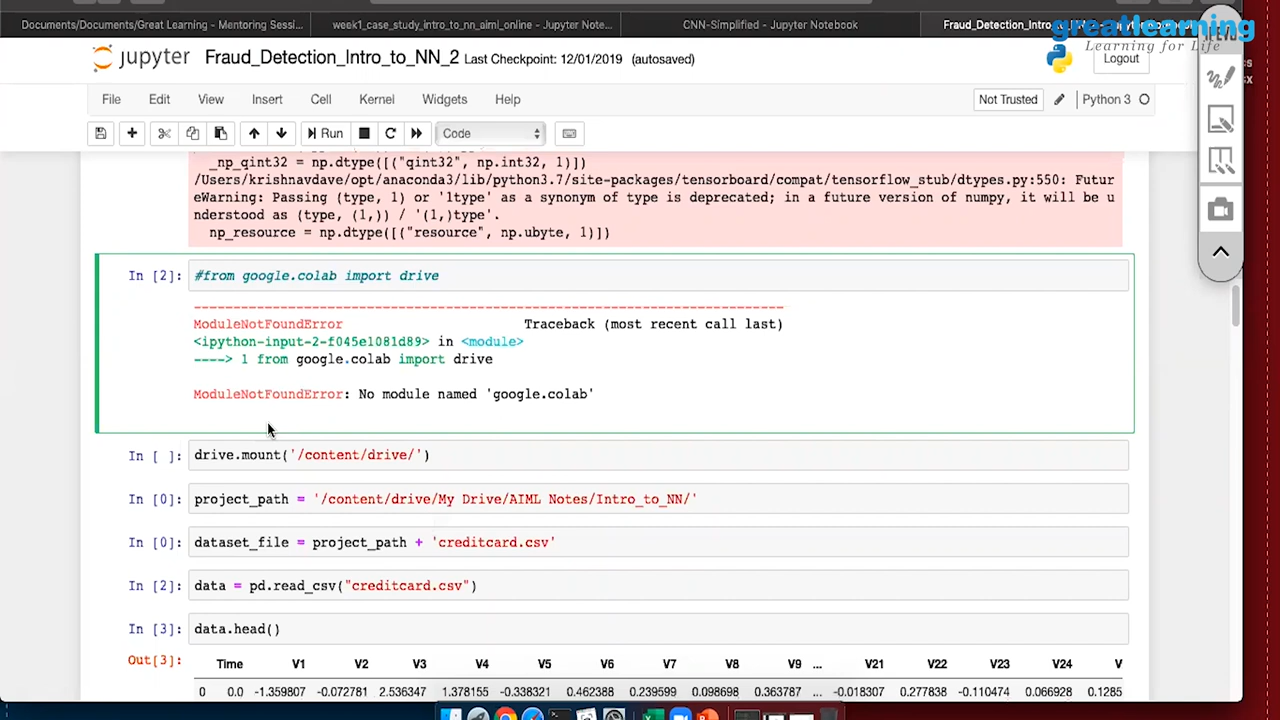 Documents/Documents/Great Learning - Mentoring Sessi...
week1_case_study_intro_to_nn_aiml_online - Jupyter Note...
CNN-Simplified - Jupyter Notebook
Fraud_Detection_Intro_to_NN
greatlearning
Learning for Life
jupyter Fraud_Detection_Intro_to_NN_2 Last Checkpoint: 12/01/2019 (autosaved)
Logout
File Edit View Insert Cell Kernel Widgets Help
Not Trusted
Python 3
Run
Code
_np_qint32 = np.dtype([("qint32", np.int32, 1)])
/Users/krishnavdave/opt/anaconda3/lib/python3.7/site-packages/tensorboard/compat/tensorflow_stub/dtypes.py:550: Futur
eWarning: Passing (type, 1) or '1type' as a synonym of type is deprecated; in a future version of numpy, it will be u
nderstood as (type, (1,)) / '(1,)type'.
np_resource = np.dtype([("resource", np.ubyte, 1)])
In [2]: #from google.colab import drive
---------------------------------------------------------------------------
ModuleNotFoundError Traceback (most recent call last)
<ipython-input-2-f045e1081d89> in <module>
----> 1 from google.colab import drive
ModuleNotFoundError: No module named 'google.colab'
In [ ]: drive.mount('/content/drive/')
In [0]: project_path = '/content/drive/My Drive/AIML Notes/Intro_to_NN/'
In [0]: dataset_file = project_path + 'creditcard.csv'
In [2]: data = pd.read_csv("creditcard.csv")
In [3]: data.head()
Out[3]:
Time V1 V2 V3 V4 V5 V6 V7 V8 V9 ... V21 V22 V23 V24 V
0 0.0 -1.359807 -0.072781 2.536347 1.378155 -0.338321 0.462388 0.239599 0.098698 0.363787 ... -0.018307 0.277838 -0.110474 0.066928 0.1285